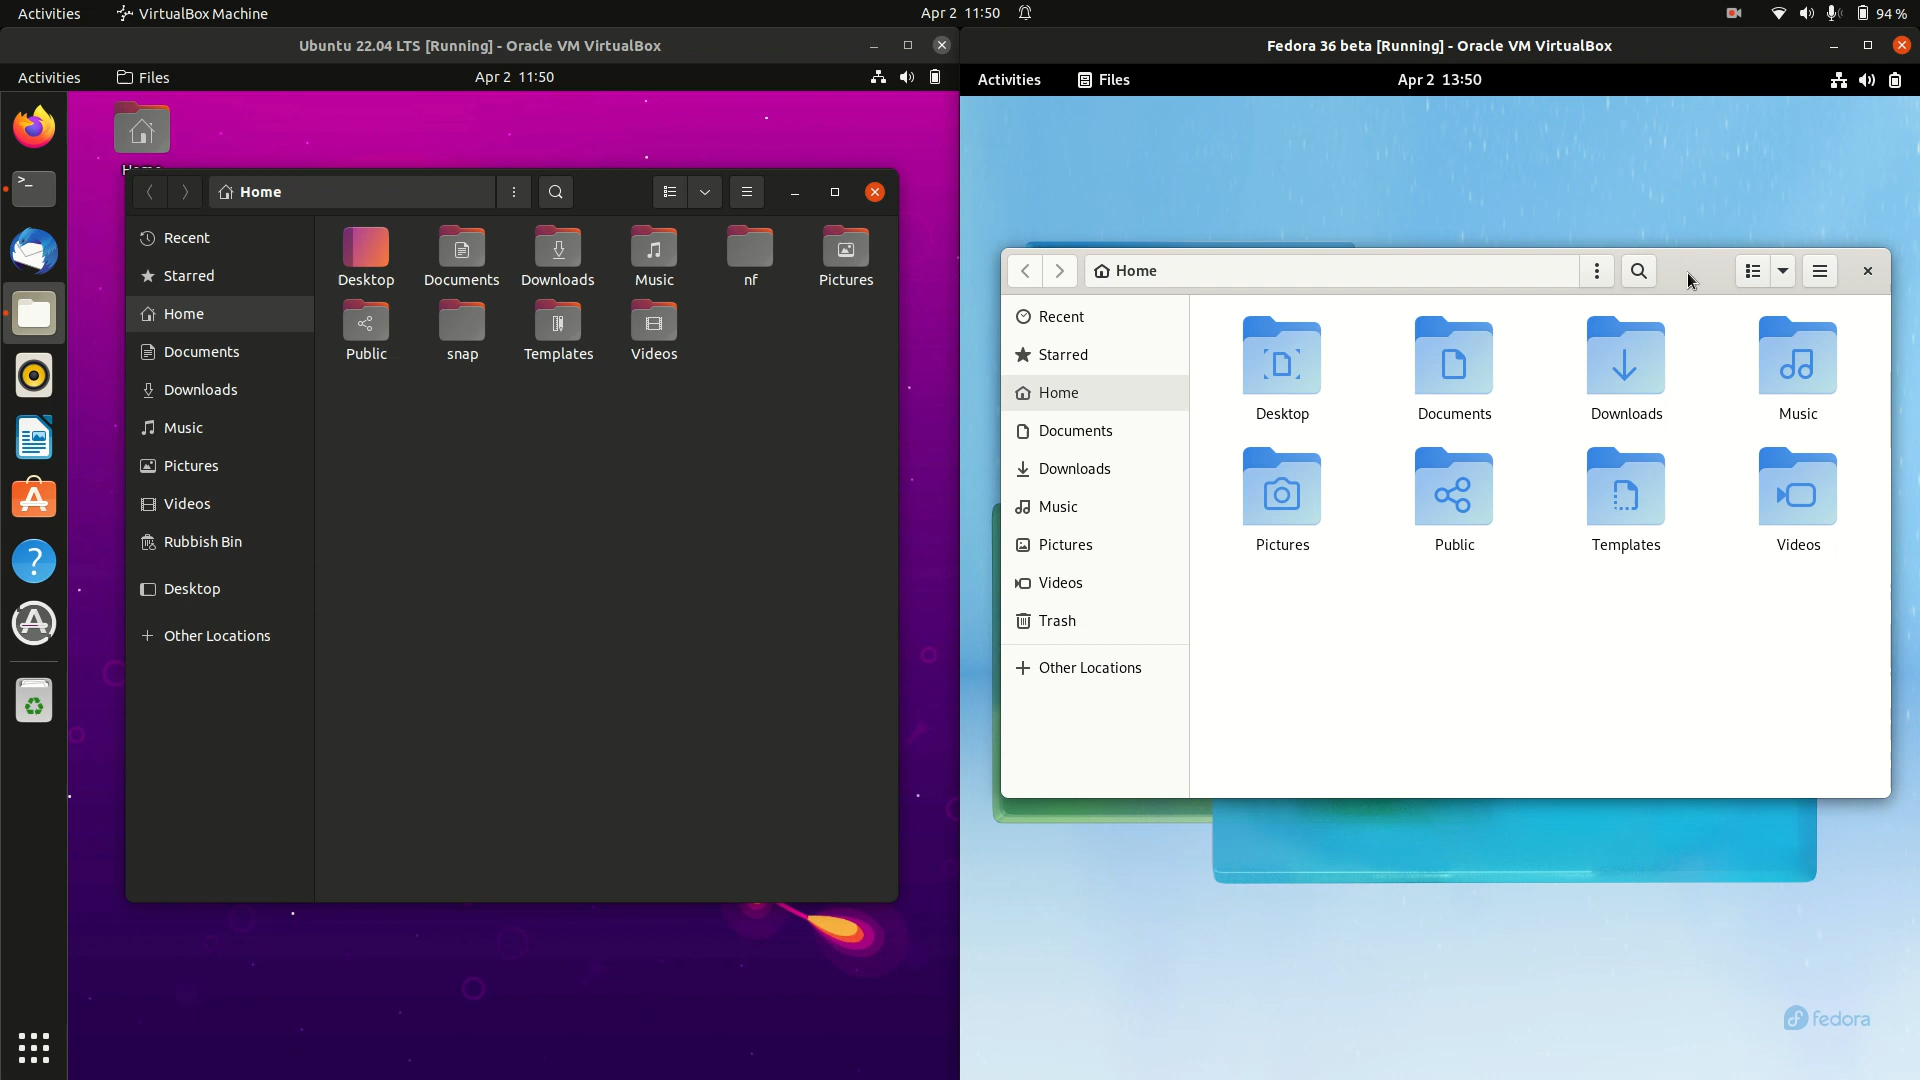 Activities VirtualBox Machine Apr 2 11:50 94 %
Ubuntu 22.04 LTS [Running] - Oracle VM VirtualBox
Activities Files Apr 2 11:50
Home
Home
Recent
Starred
Home
Documents
Downloads
Music
Pictures
Videos
Rubbish Bin
Desktop
Other Locations
Desktop Documents Downloads Music nf Pictures
Public snap Templates Videos
Fedora 36 beta [Running] - Oracle VM VirtualBox
Activities Files Apr 2 13:50
Home
Recent
Starred
Home
Documents
Downloads
Music
Pictures
Videos
Trash
Other Locations
Desktop Documents Downloads Music
Pictures Public Templates Videos
fedora